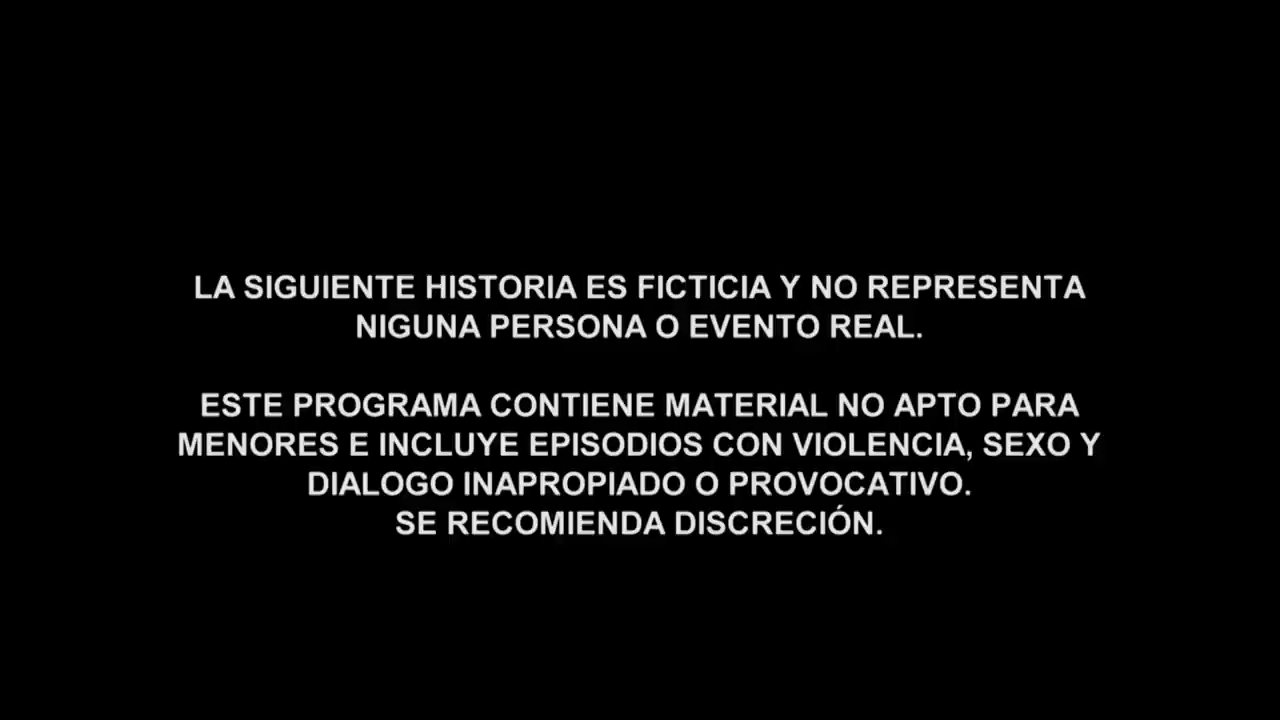 LA SIGUIENTE HISTORIA ES FICTICIA Y NO REPRESENTA
NIGUNA PERSONA O EVENTO REAL.
ESTE PROGRAMA CONTIENE MATERIAL NO APTO PARA
MENORES E INCLUYE EPISODIOS CON VIOLENCIA, SEXO Y
DIALOGO INAPROPIADO O PROVOCATIVO.
SE RECOMIENDA DISCRECIÓN.